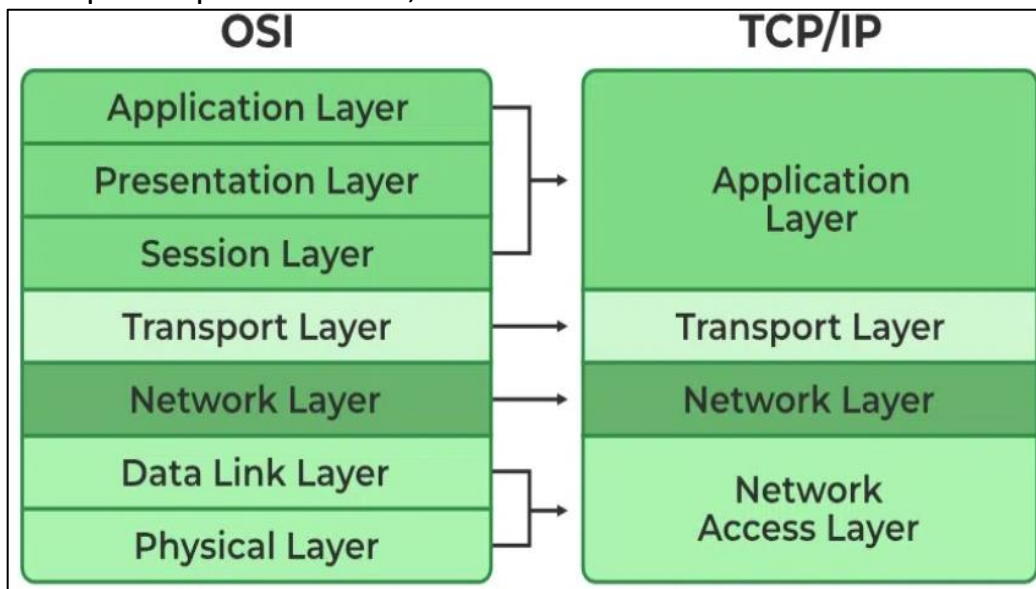 OSI
TCP/IP
Application Layer
Presentation Layer
Session Layer
Transport Layer
Network Layer
Data Link Layer
Physical Layer
Application
Layer
Transport Layer
Network Layer
Network
Access Layer